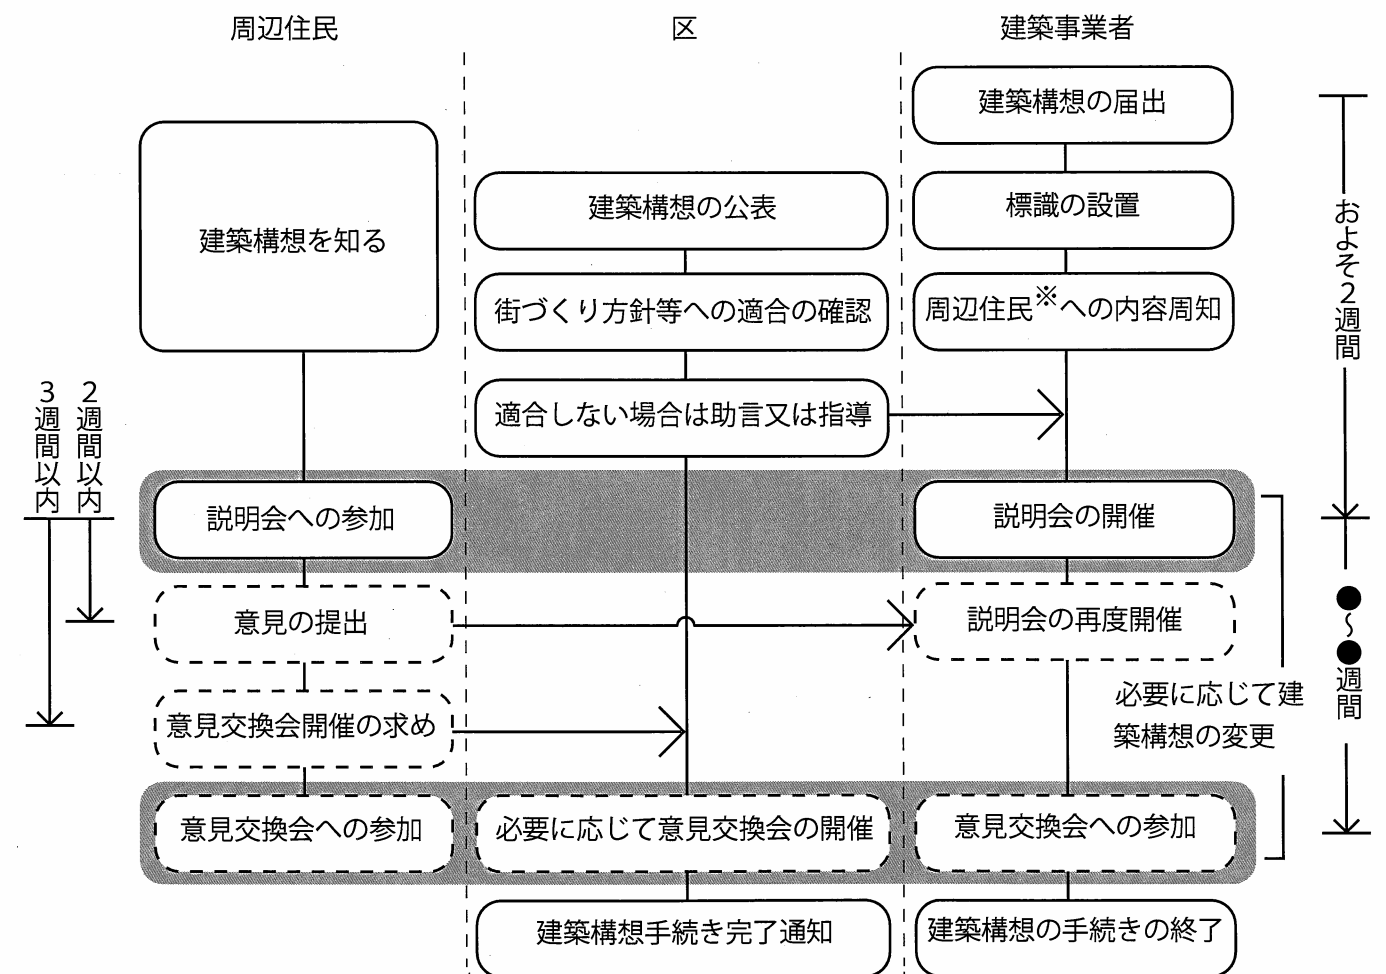 周辺住民
区
建築事業者
建築構想の届出
建築構想を知る
建築構想の公表
標識の設置
街づくり方針等への適合の確認
周辺住民※への内容周知
適合しない場合は助言又は指導
およそ2週間
3週間以内
2週間以内
説明会への参加
説明会の開催
意見の提出
説明会の再度開催
●〜●週間
意見交換会開催の求め
必要に応じて建
築構想の変更
意見交換会への参加
必要に応じて意見交換会の開催
意見交換会への参加
建築構想手続き完了通知
建築構想の手続きの終了